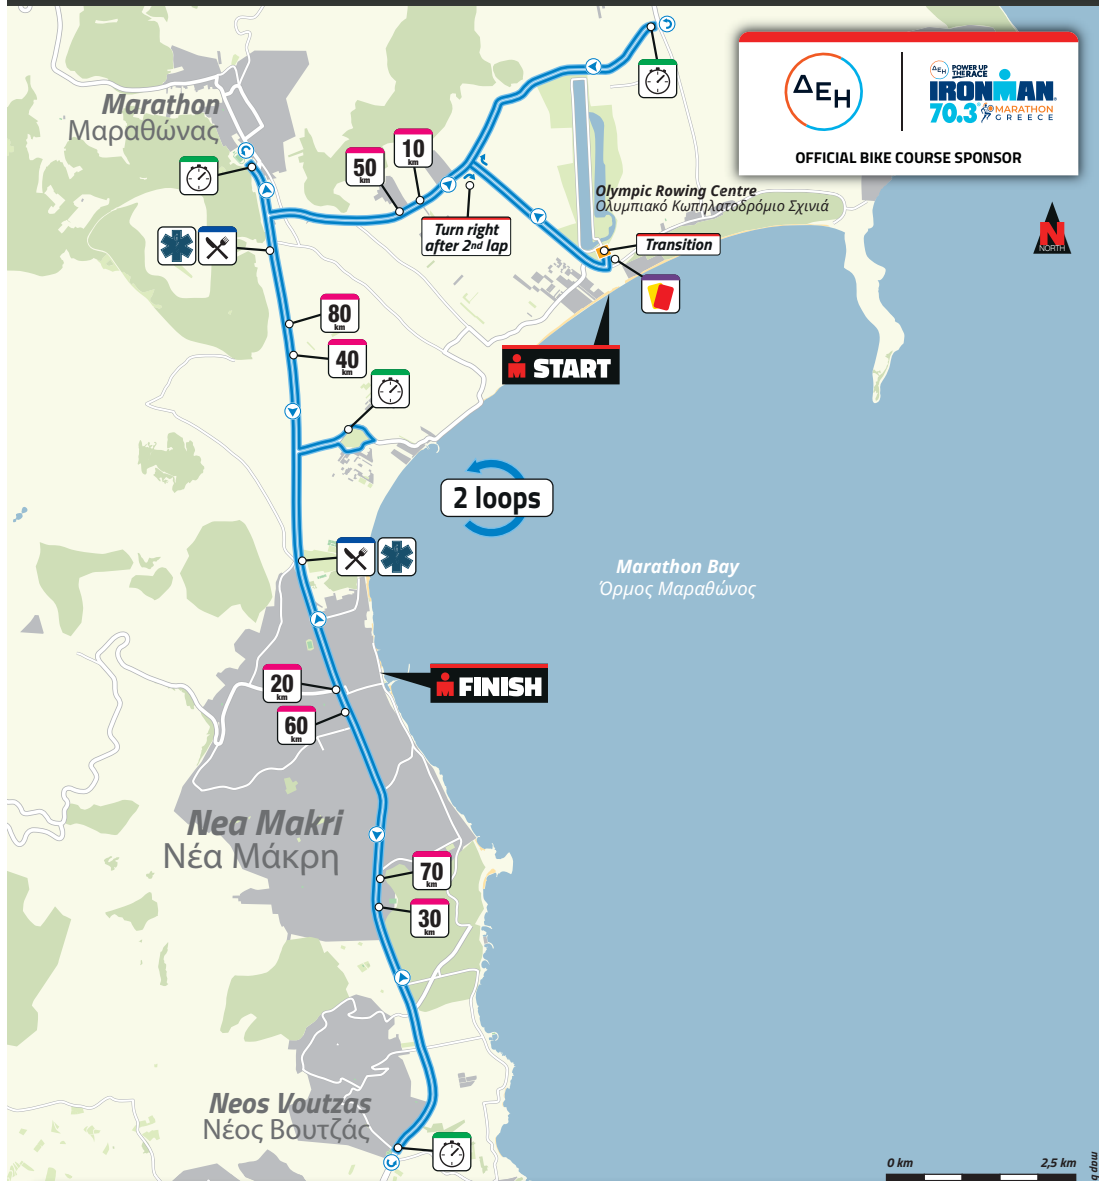 ΔΕΗ
ΔΕΗ
POWER UP
THE RACE
IRONMAN
70.3
MARATHON
GREECE
OFFICIAL BIKE COURSE SPONSOR
Marathon
Μαραθώνας
50
km
10
km
Turn right
after 2nd lap
Olympic Rowing Centre
Ολυμπιακό Κωπηλατοδρόμιο Σχινιά
Transition
NORTH
N
80
km
40
km
START
2 loops
Marathon Bay
Όρμος Μαραθώνος
20
km
60
km
FINISH
Nea Makri
Νέα Μάκρη
70
km
30
km
Neos Voutzas
Νέος Βουτζάς
0 km
2,5 km
map